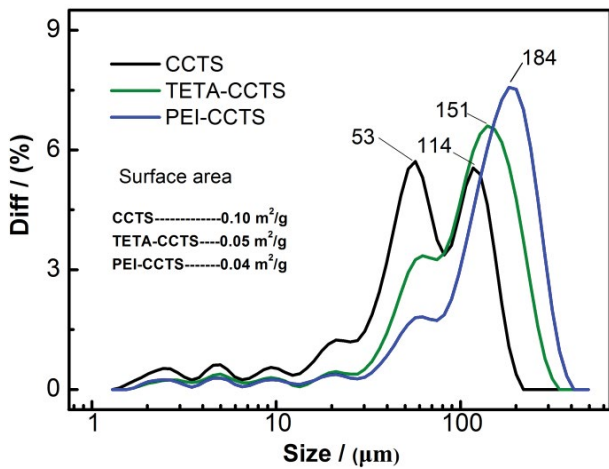 9
6
3
0
Diff / (%)
CCTS
TETA-CCTS
PEI-CCTS
184
151
53
114
Surface area
CCTS-------------0.10 m²/g
TETA-CCTS----0.05 m²/g
PEI-CCTS-------0.04 m²/g
1
10
100
Size / (μm)